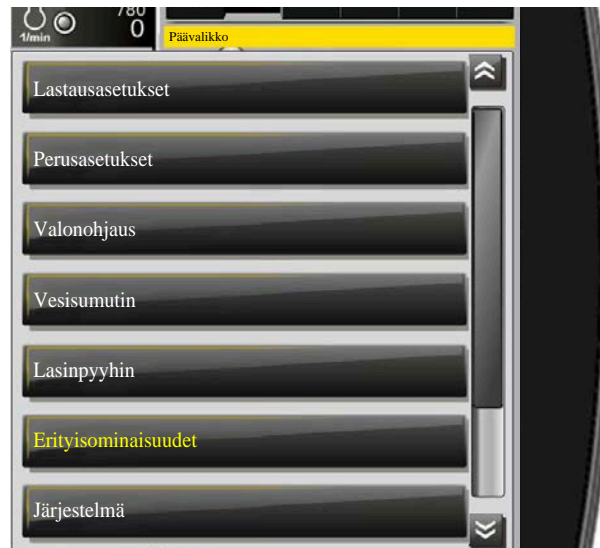 780
1/min 0
Päävalikko
Lastausasetukset
Perusasetukset
Valonohjaus
Vesisumutin
Lasinpyyhin
Erityisominaisuudet
Järjestelmä